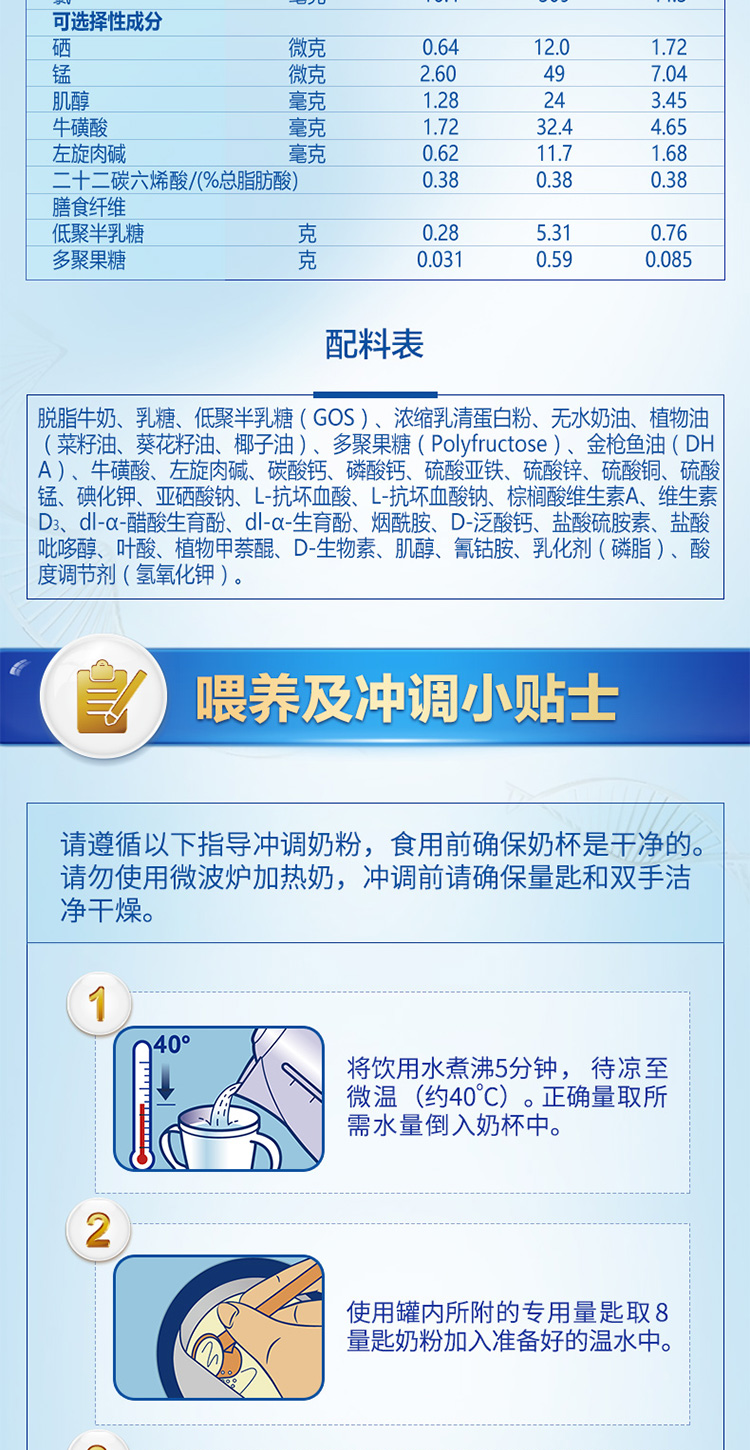 可选择性成分
硒 微克 0.64 12.0 1.72
锰 微克 2.60 49 7.04
肌醇 毫克 1.28 24 3.45
牛磺酸 毫克 1.72 32.4 4.65
左旋肉碱 毫克 0.62 11.7 1.68
二十二碳六烯酸/(%总脂肪酸) 0.38 0.38 0.38
膳食纤维
低聚半乳糖 克 0.28 5.31 0.76
多聚果糖 克 0.031 0.59 0.085
配料表
脱脂牛奶、乳糖、低聚半乳糖（GOS）、浓缩乳清蛋白粉、无水奶油、植物油
（菜籽油、葵花籽油、椰子油）、多聚果糖（Polyfructose）、金枪鱼油（DH
A）、牛磺酸、左旋肉碱、碳酸钙、磷酸钙、硫酸亚铁、硫酸锌、硫酸铜、硫酸
锰、碘化钾、亚硒酸钠、L-抗坏血酸、L-抗坏血酸钠、棕榈酸维生素A、维生素
D₃、dl-α-醋酸生育酚、dl-α-生育酚、烟酰胺、D-泛酸钙、盐酸硫胺素、盐酸
吡哆醇、叶酸、植物甲萘醌、D-生物素、肌醇、氰钴胺、乳化剂（磷脂）、酸
度调节剂（氢氧化钾）。
喂养及冲调小贴士
请遵循以下指导冲调奶粉，食用前确保奶杯是干净的。
请勿使用微波炉加热奶，冲调前请确保量匙和双手洁
净干燥。
1
40°
将饮用水煮沸5分钟，待凉至
微温（约40℃）。正确量取所
需水量倒入奶杯中。
2
使用罐内所附的专用量匙取8
量匙奶粉加入准备好的温水中。